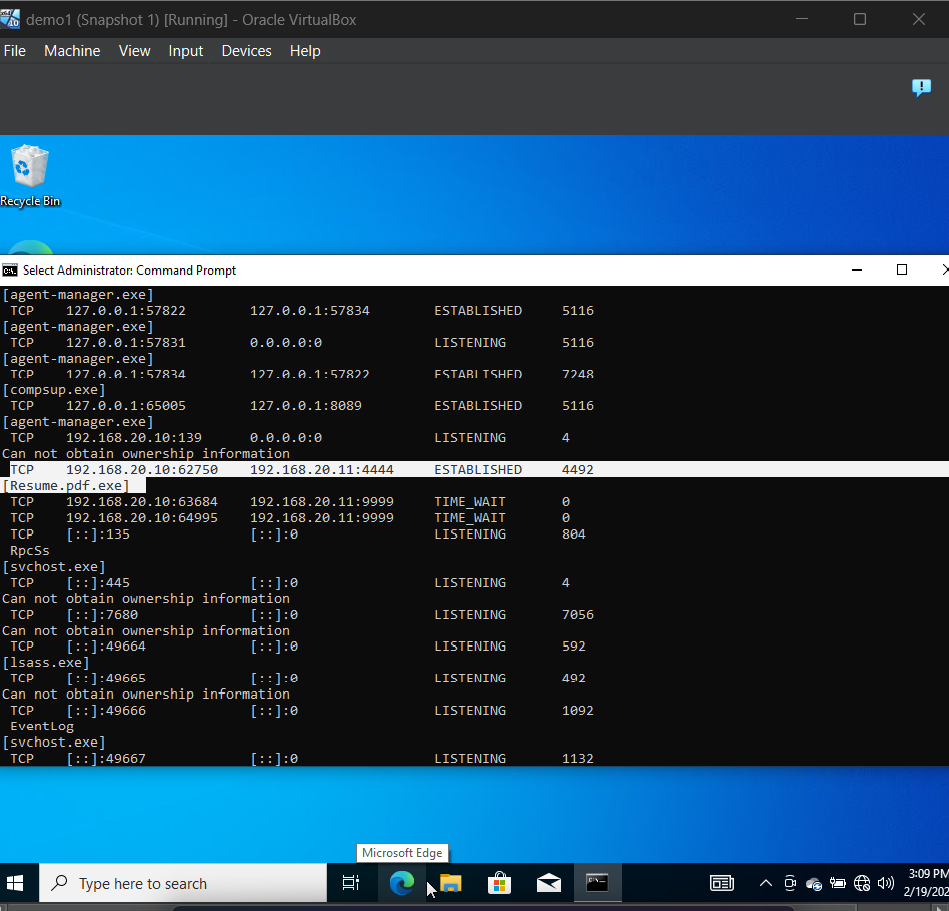 demo1 (Snapshot 1) [Running] - Oracle VirtualBox
File Machine View Input Devices Help
Recycle Bin
Select Administrator: Command Prompt
[agent-manager.exe]
TCP 127.0.0.1:57822 127.0.0.1:57834 ESTABLISHED 5116
[agent-manager.exe]
TCP 127.0.0.1:57831 0.0.0.0:0 LISTENING 5116
[agent-manager.exe]
TCP 127.0.0.1:57834 127.0.0.1:57822 ESTABLISHED 7248
[compsup.exe]
TCP 127.0.0.1:65005 127.0.0.1:8089 ESTABLISHED 5116
[agent-manager.exe]
TCP 192.168.20.10:139 0.0.0.0:0 LISTENING 4
Can not obtain ownership information
TCP 192.168.20.10:62750 192.168.20.11:4444 ESTABLISHED 4492
[Resume.pdf.exe]
TCP 192.168.20.10:63684 192.168.20.11:9999 TIME_WAIT 0
TCP 192.168.20.10:64995 192.168.20.11:9999 TIME_WAIT 0
TCP [::]:135 [::]:0 LISTENING 804
RpcSs
[svchost.exe]
TCP [::]:445 [::]:0 LISTENING 4
Can not obtain ownership information
TCP [::]:7680 [::]:0 LISTENING 7056
Can not obtain ownership information
TCP [::]:49664 [::]:0 LISTENING 592
[lsass.exe]
TCP [::]:49665 [::]:0 LISTENING 492
Can not obtain ownership information
TCP [::]:49666 [::]:0 LISTENING 1092
EventLog
[svchost.exe]
TCP [::]:49667 [::]:0 LISTENING 1132
Microsoft Edge
Type here to search
3:09 PM
2/19/202